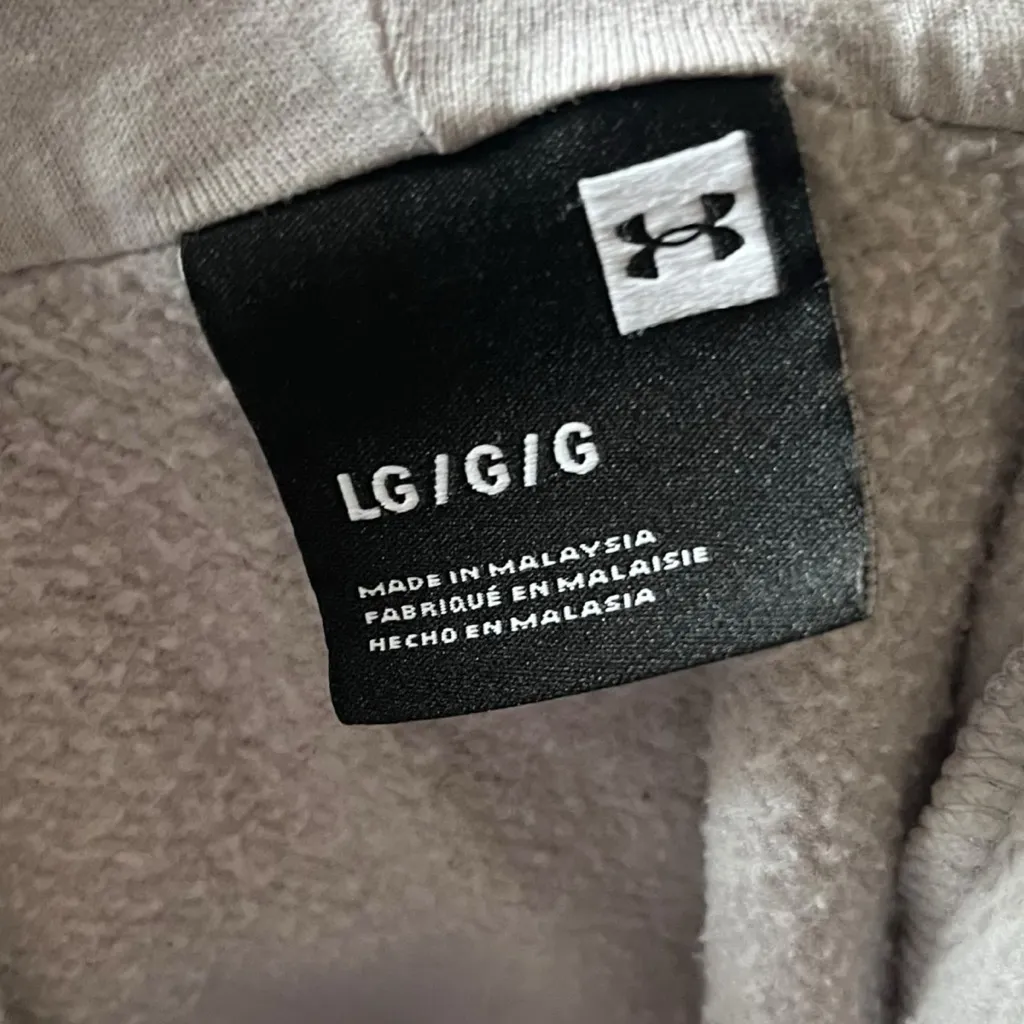 LG/G/G
MADE IN MALAYSIA
FABRIQUÉ EN MALAISIE
HECHO EN MALASIA